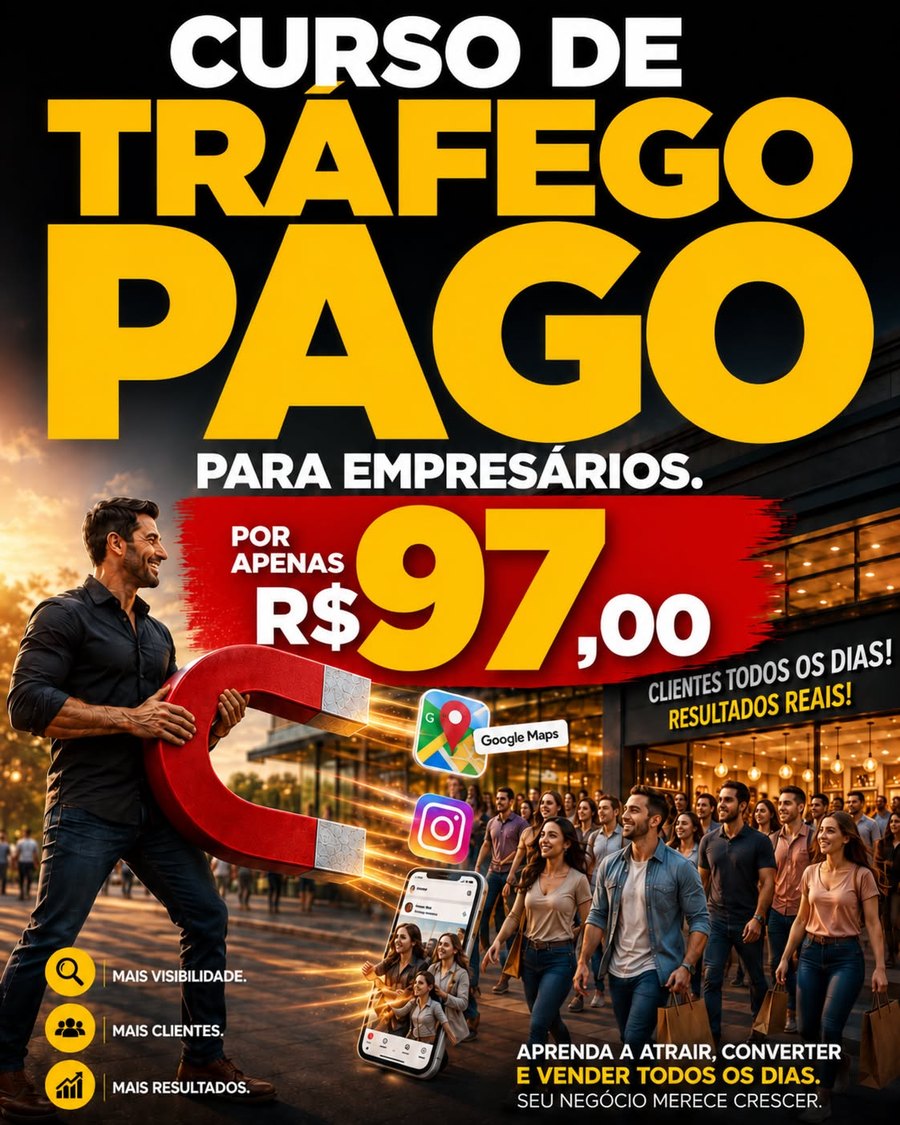 CURSO DE
TRÁFEGO
PAGO
PARA EMPRESÁRIOS.
POR
APENAS
R$97,00
CLIENTES TODOS OS DIAS!
RESULTADOS REAIS!
G
Google Maps
MAIS VISIBILIDADE.
MAIS CLIENTES.
MAIS RESULTADOS.
APRENDA A ATRAIR, CONVERTER
E VENDER TODOS OS DIAS.
SEU NEGÓCIO MERECE CRESCER.